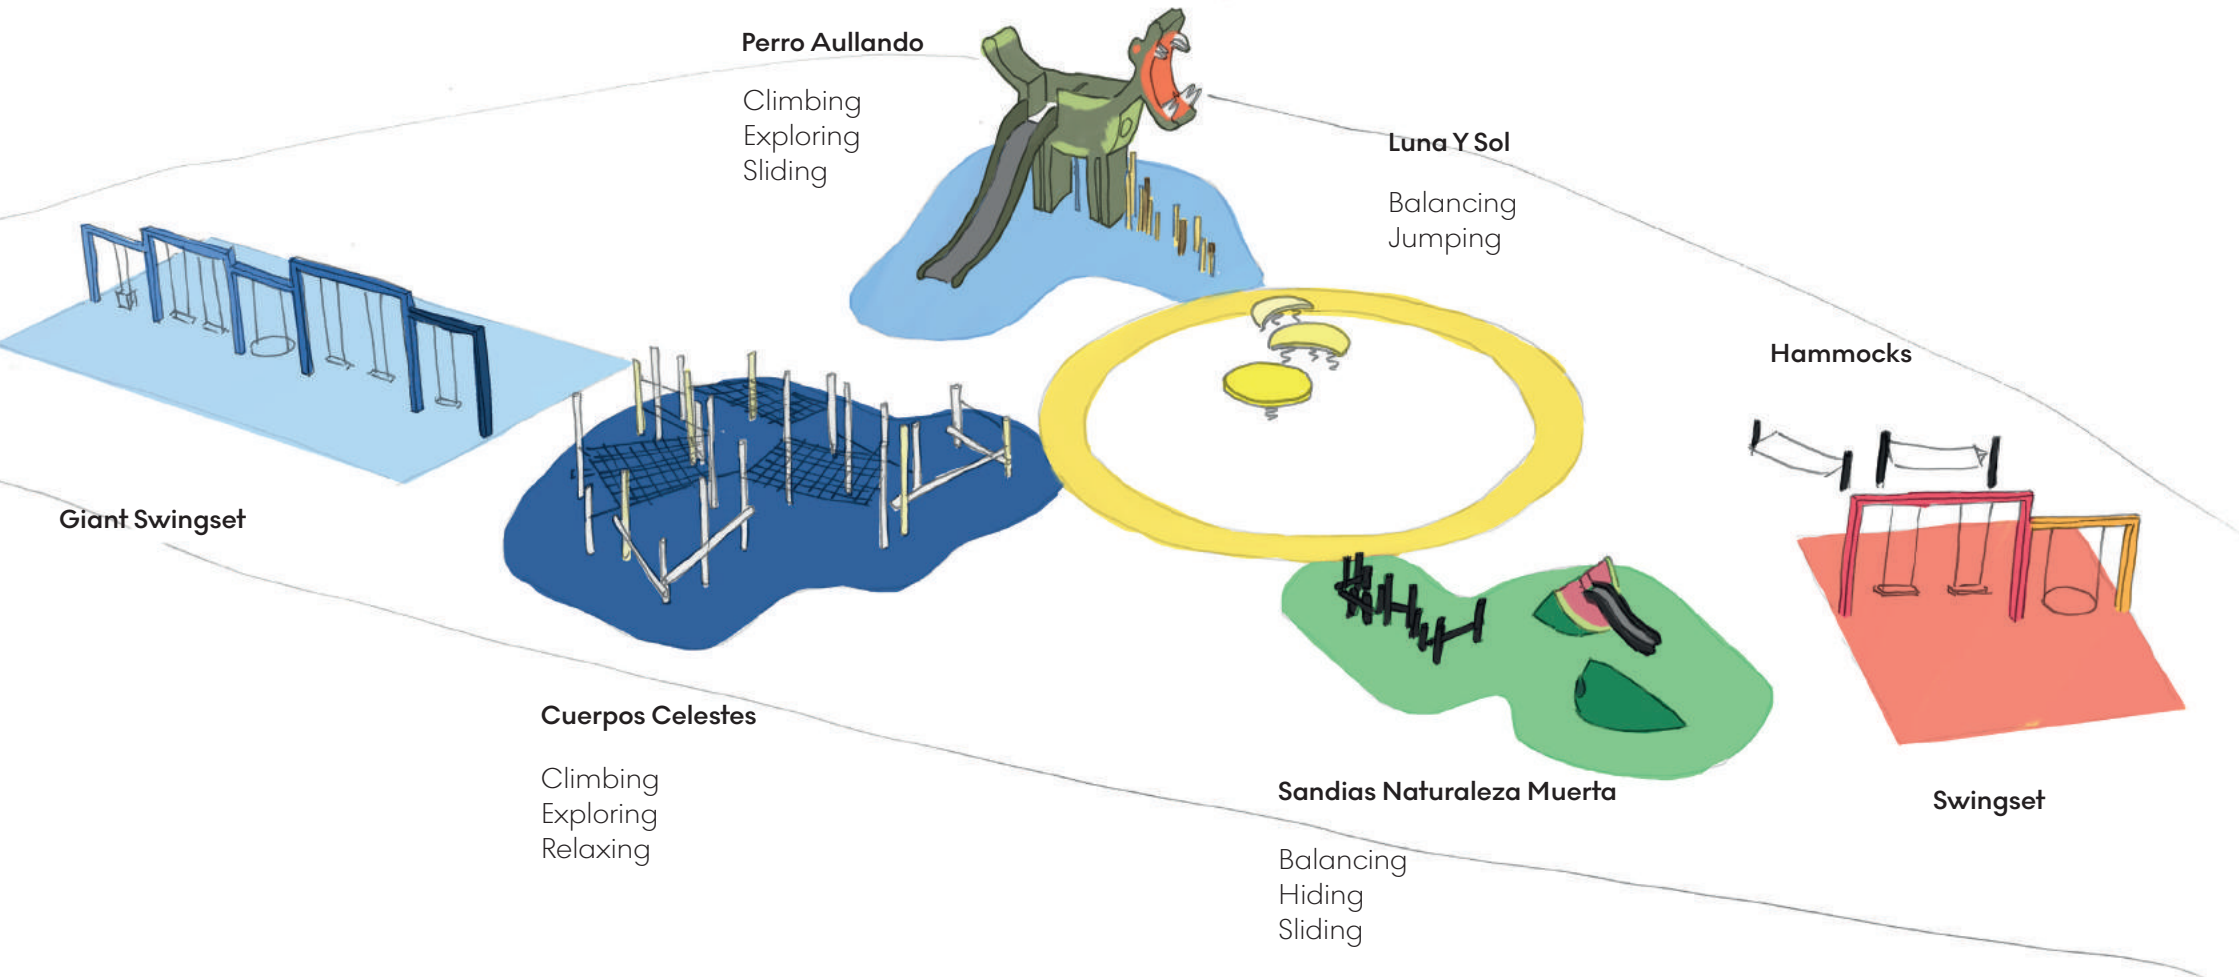 Perro Aullando
Climbing
Exploring
Sliding
Luna Y Sol
Balancing
Jumping
Hammocks
Giant Swingset
Cuerpos Celestes
Climbing
Exploring
Relaxing
Sandias Naturaleza Muerta
Balancing
Hiding
Sliding
Swingset